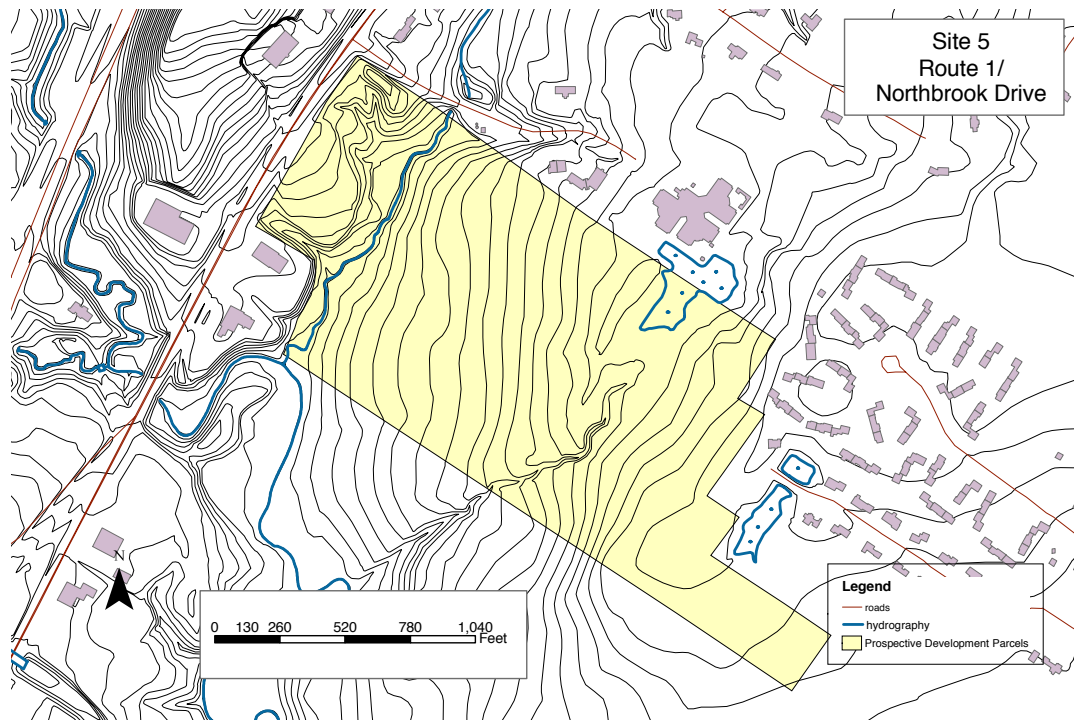 Site 5
Route 1/
Northbrook Drive
N
0 130 260 520 780 1,040
Feet
Legend
roads
hydrography
Prospective Development Parcels